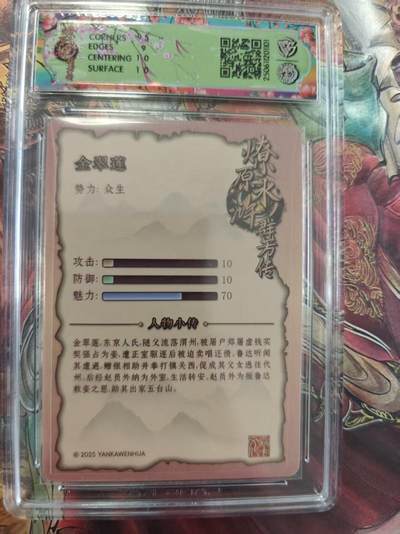 CORNERS 9.5
EDGES 9
CENTERING 10
SURFACE 10
金翠莲
势力: 众生
燎原水浒
群芳传
攻击: 10
防御: 10
魅力: 70
人物小传
金翠莲,东京人氏,随父流落渭州,被屠户郑屠虚钱实
契强占为妾,遭正室驱逐后被迫卖唱还债,鲁达听闻
其遭遇,赠银相助并拳打镇关西,促成其父女逃往代
州。后经赵员外纳为外室,生活转安,赵员外为报鲁达
救妾之恩,助其出家五台山。
© 2025 YANKAWENHUA